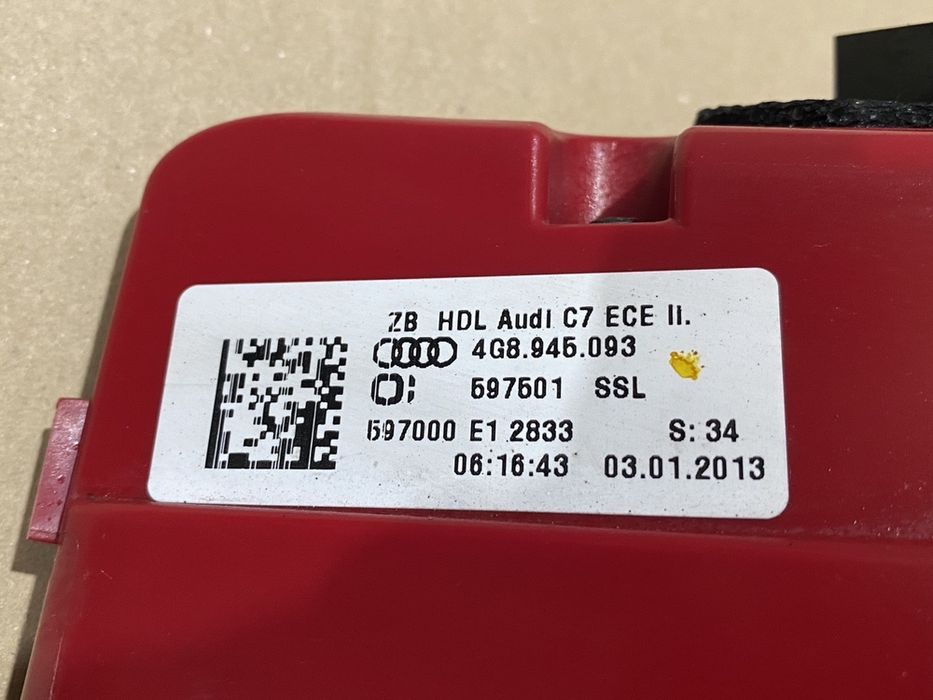 ZB HDL Audi C7 ECE li.
4G8.945.093
597501 SSL
597000 E1 2833 S: 34
06:16:43 03.01.2013